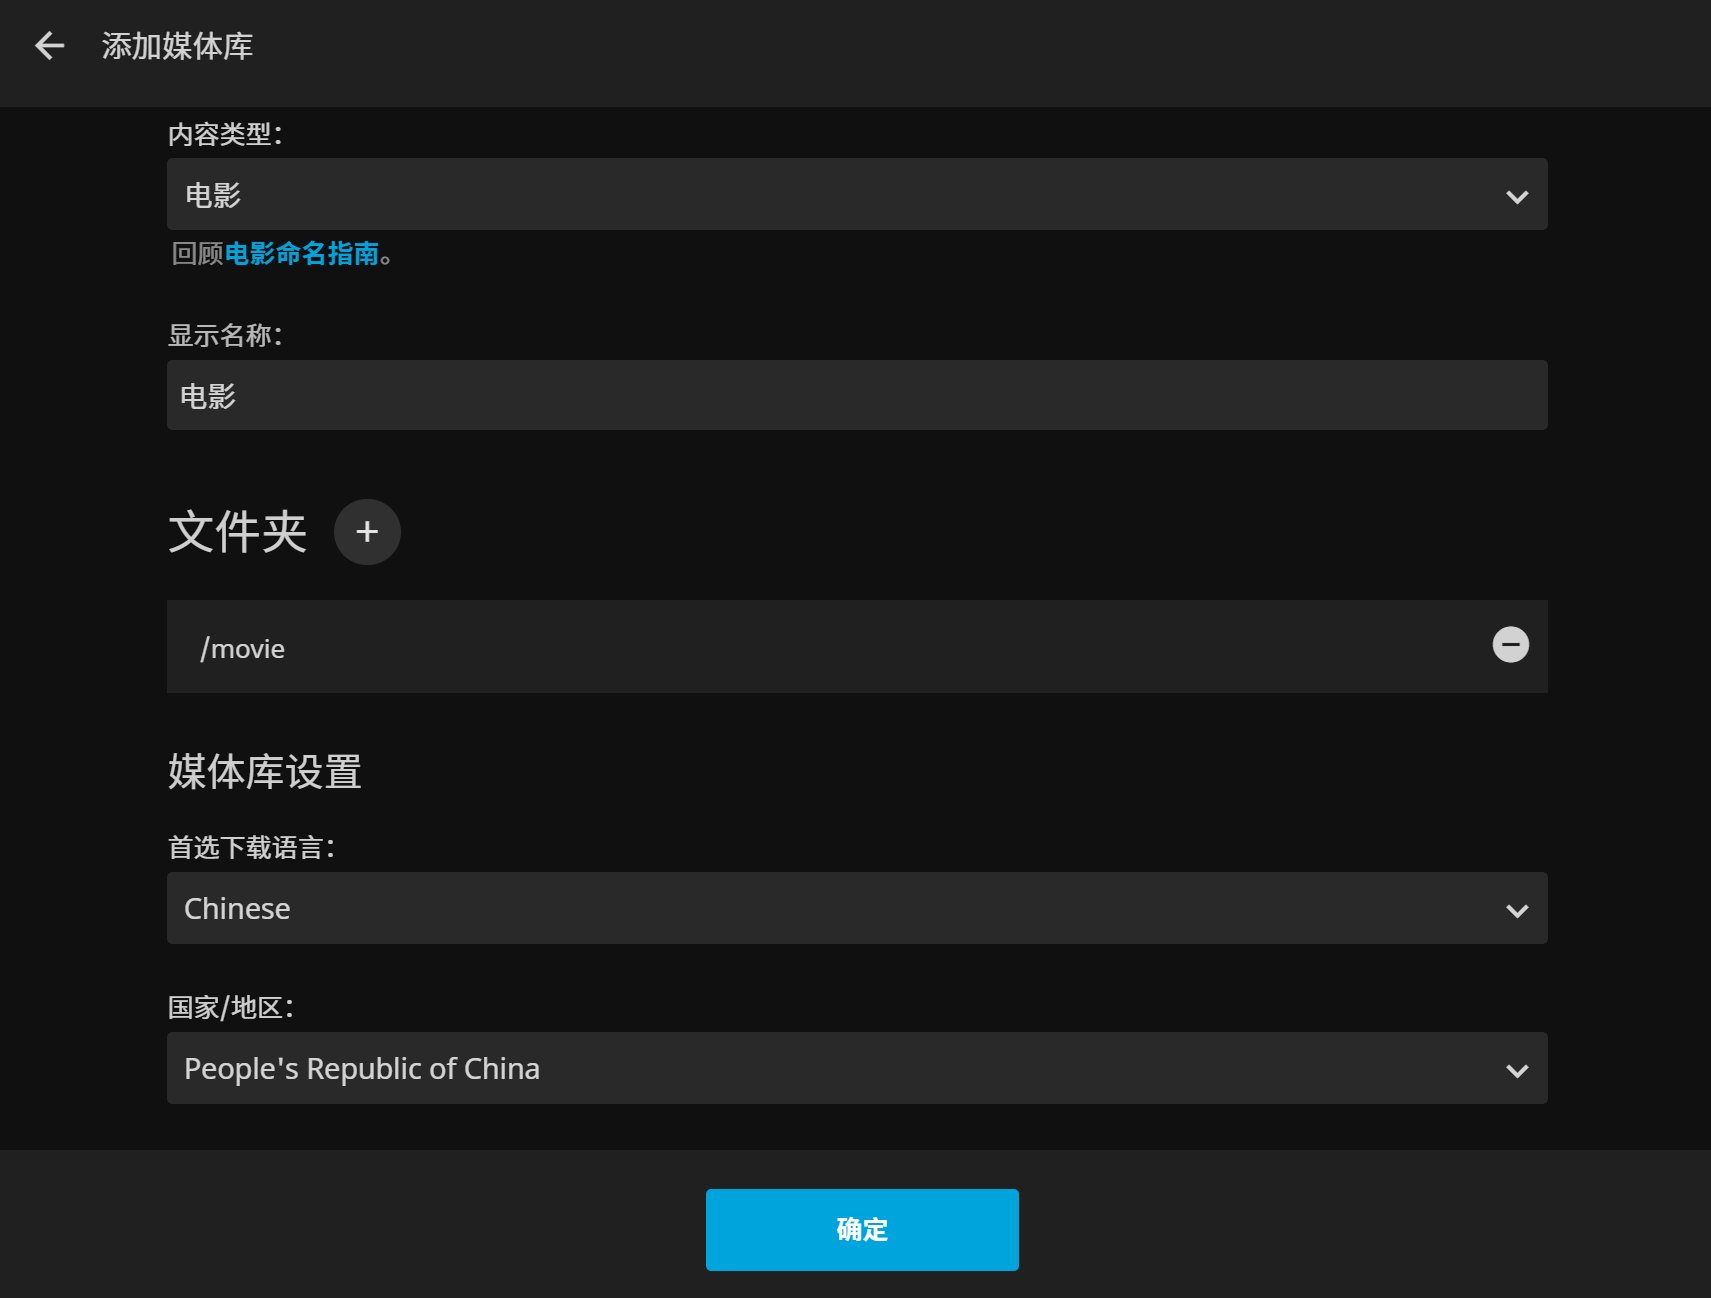 添加媒体库
内容类型：
电影
回顾电影命名指南。
显示名称：
电影
文件夹
/movie
媒体库设置
首选下载语言：
Chinese
国家/地区：
People's Republic of China
确定